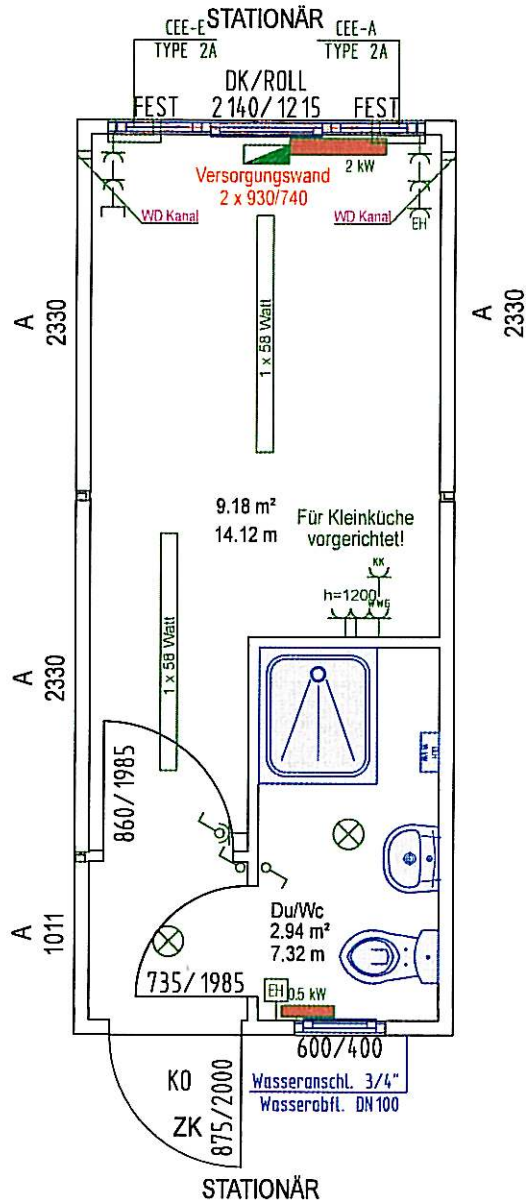 STATIONÄR
CEE-E
TYPE 2A
CEE-A
TYPE 2A
DK/ROLL
FEST
2140/1215
FEST
2 kW
Versorgungswand
2 x 930/740
WD Kanal
WD Kanal
EH
A
2330
A
2330
1 x 58 Watt
9.18 m²
14.12 m
Für Kleinküche
vorgerichtet!
KK
h=1200
WWG
A
2330
1 x 58 Watt
860/1985
A
1011
Du/Wc
2.94 m²
7.32 m
735/1985
EH
0.5 kW
600/400
KO
ZK
875/2000
Wasseranschl. 3/4"
Wasserabfl. DN100
STATIONÄR